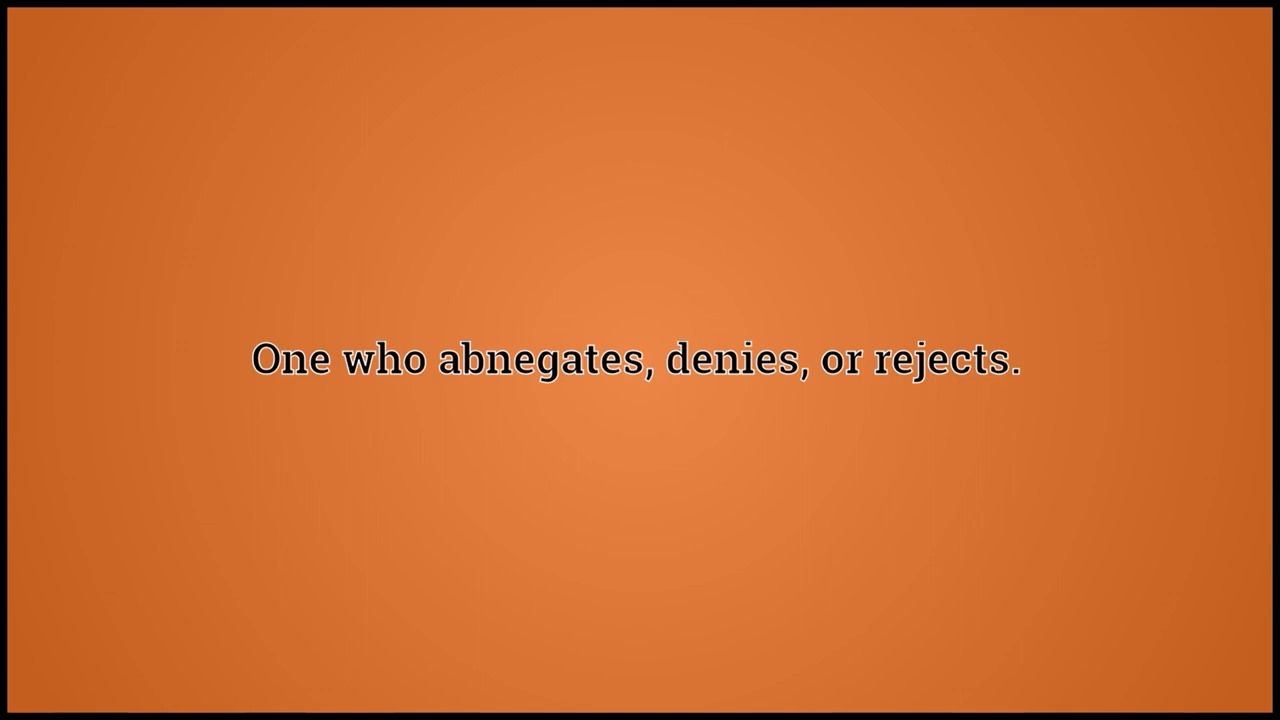 One who abnegates, denies, or rejects.